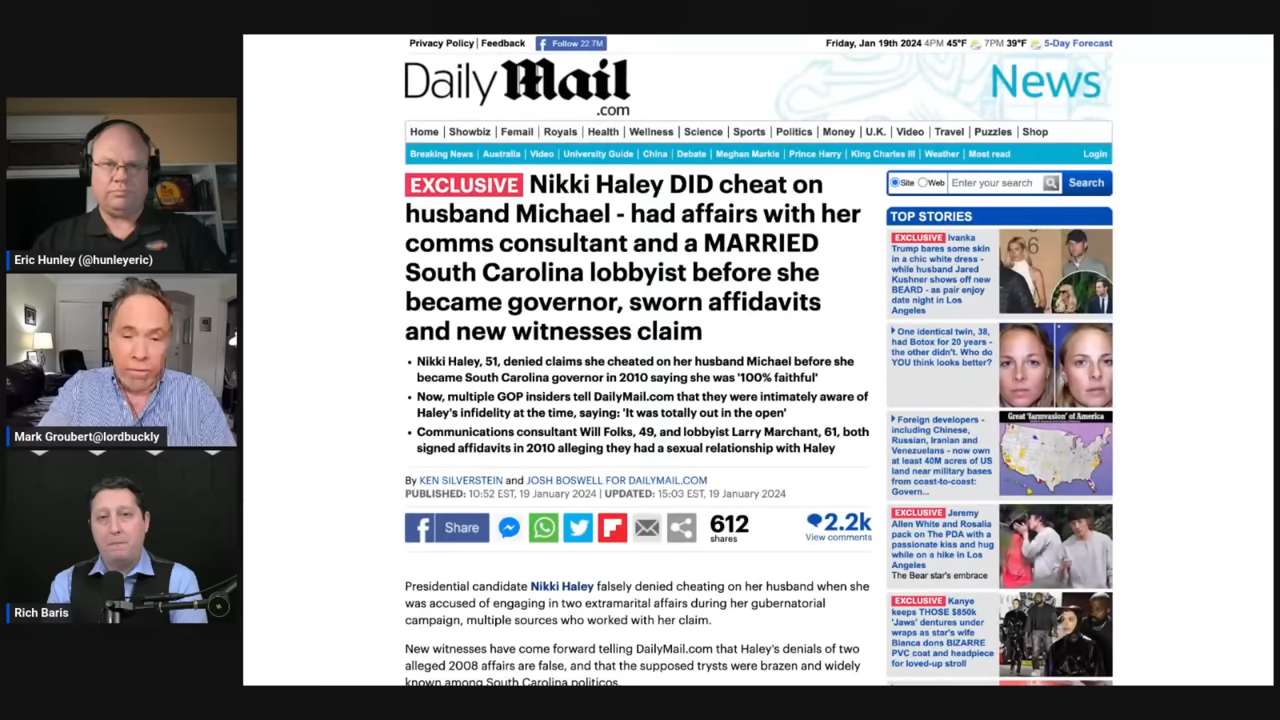 Privacy Policy | Feedback
Follow 22.7M
Friday, Jan 19th 2024 4PM 45°F 7PM 39°F 5-Day Forecast
Daily Mail
.com
News
Home | Showbiz | Femail | Royals | Health | Wellness | Science | Sports | Politics | Money | U.K. | Video | Travel | Puzzles | Shop
Breaking News | Australia | Video | University Guide | China | Debate | Meghan Markle | Prince Harry | King Charles III | Weather | Most read
Login
EXCLUSIVE Nikki Haley DID cheat on
husband Michael - had affairs with her
comms consultant and a MARRIED
South Carolina lobbyist before she
became governor, sworn affidavits
and new witnesses claim
• Nikki Haley, 51, denied claims she cheated on her husband Michael before she
became South Carolina governor in 2010 saying she was '100% faithful'
• Now, multiple GOP insiders tell DailyMail.com that they were intimately aware of
Haley's infidelity at the time, saying: 'It was totally out in the open'
• Communications consultant Will Folks, 49, and lobbyist Larry Marchant, 61, both
signed affidavits in 2010 alleging they had a sexual relationship with Haley
By KEN SILVERSTEIN and JOSH BOSWELL FOR DAILYMAIL.COM
PUBLISHED: 10:52 EST, 19 January 2024 | UPDATED: 15:03 EST, 19 January 2024
Share
612
shares
2.2k
View comments
Presidential candidate Nikki Haley falsely denied cheating on her husband when she
was accused of engaging in two extramarital affairs during her gubernatorial
campaign, multiple sources who worked with her claim.
New witnesses have come forward telling DailyMail.com that Haley's denials of two
alleged 2008 affairs are false, and that the supposed trysts were brazen and widely
known among South Carolina politicos.
Site Web Enter your search Search
TOP STORIES
EXCLUSIVE Ivanka
Trump bares some skin
in a chic white dress -
while husband Jared
Kushner shows off new
BEARD - as pair enjoy
date night in Los
Angeles
One identical twin, 38,
had Botox for 20 years -
the other didn't. Who do
YOU think looks better?
Foreign developers -
including Chinese,
Russian, Iranian and
Venezuelans - now own
at least 40M acres of US
land near military bases
from coast-to-coast:
Govern...
Great 'farmvasion' of America
EXCLUSIVE Jeremy
Allen White and Rosalia
pack on The PDA with a
passionate kiss and hug
while on a hike in Los
Angeles
The Bear star's embrace
EXCLUSIVE Kanye
keeps THOSE $850k
'Jaws' dentures under
wraps as star's wife
Bianca dons BIZARRE
PVC coat and headpiece
for loved-up stroll
Eric Hunley (@hunleyeric)
Mark Groubert@lordbuckly
Rich Baris